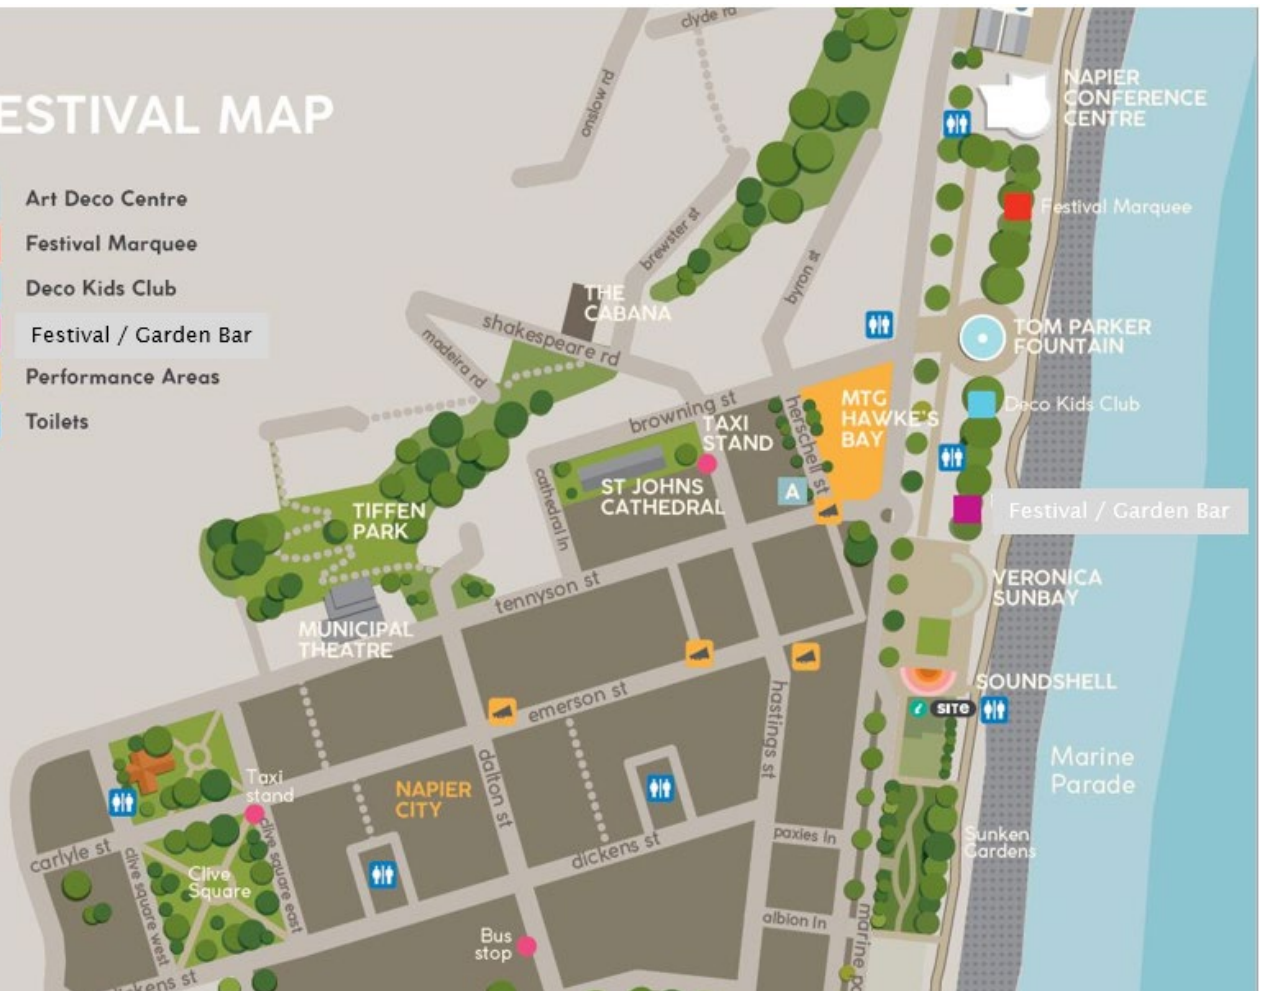 ESTIVAL MAP
Art Deco Centre
Festival Marquee
Deco Kids Club
Festival / Garden Bar
Performance Areas
Toilets
clyde rd
onslow rd
NAPIER
CONFERENCE
CENTRE
Festival Marquee
brewster st
byron st
THE
CABANA
shakespeare rd
madeira rd
TOM PARKER
FOUNTAIN
browning st
herschell st
MTG
HAWKE'S
BAY
Deco Kids Club
TAXI
STAND
cathedral ln
ST JOHNS
CATHEDRAL
A
Festival / Garden Bar
TIFFEN
PARK
tennyson st
VERONICA
SUNBAY
MUNICIPAL
THEATRE
SOUNDSHELL
i SITE
emerson st
hastings st
dalton st
Marine
Parade
Taxi
stand
NAPIER
CITY
carlyle st
clive square west
clive square east
Clive
Square
dickens st
paxies ln
Sunken
Gardens
albion ln
marine pa
Bus
stop
ickens st